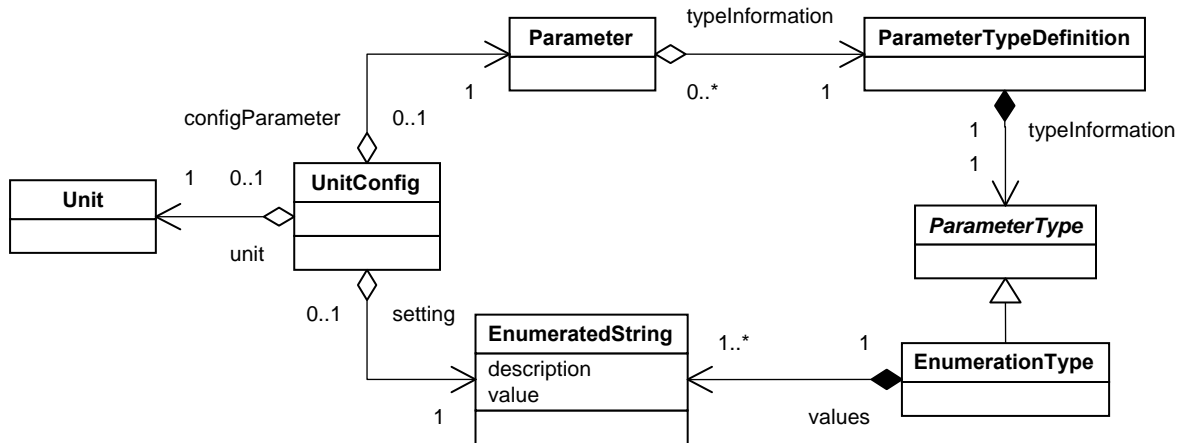 typeInformation
Parameter
ParameterTypeDefinition
1
0..*
1
configParameter
0..1
1
typeInformation
1
1
0..1
UnitConfig
Unit
ParameterType
unit
0..1
setting
EnumeratedString
1..*
1
EnumerationType
description
value
1
values